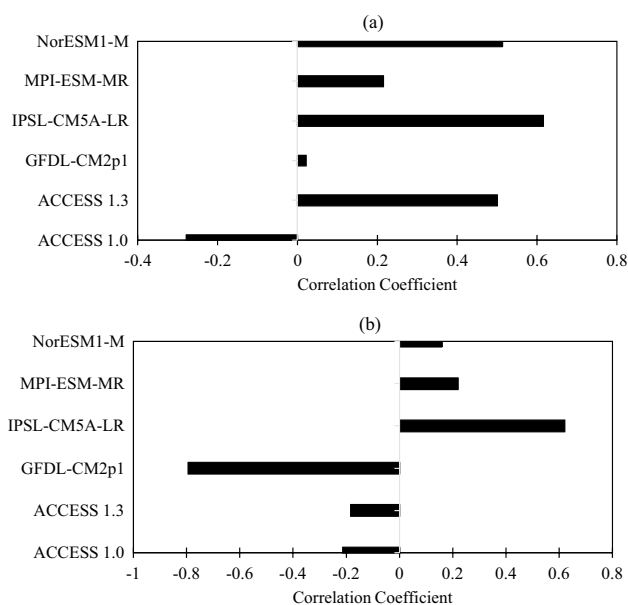 (a)
NorESM1-M
MPI-ESM-MR
IPSL-CM5A-LR
GFDL-CM2p1
ACCESS 1.3
ACCESS 1.0
-0.4 -0.2 0 0.2 0.4 0.6 0.8
Correlation Coefficient
(b)
NorESM1-M
MPI-ESM-MR
IPSL-CM5A-LR
GFDL-CM2p1
ACCESS 1.3
ACCESS 1.0
-1 -0.8 -0.6 -0.4 -0.2 0 0.2 0.4 0.6 0.8
Correlation Coefficient